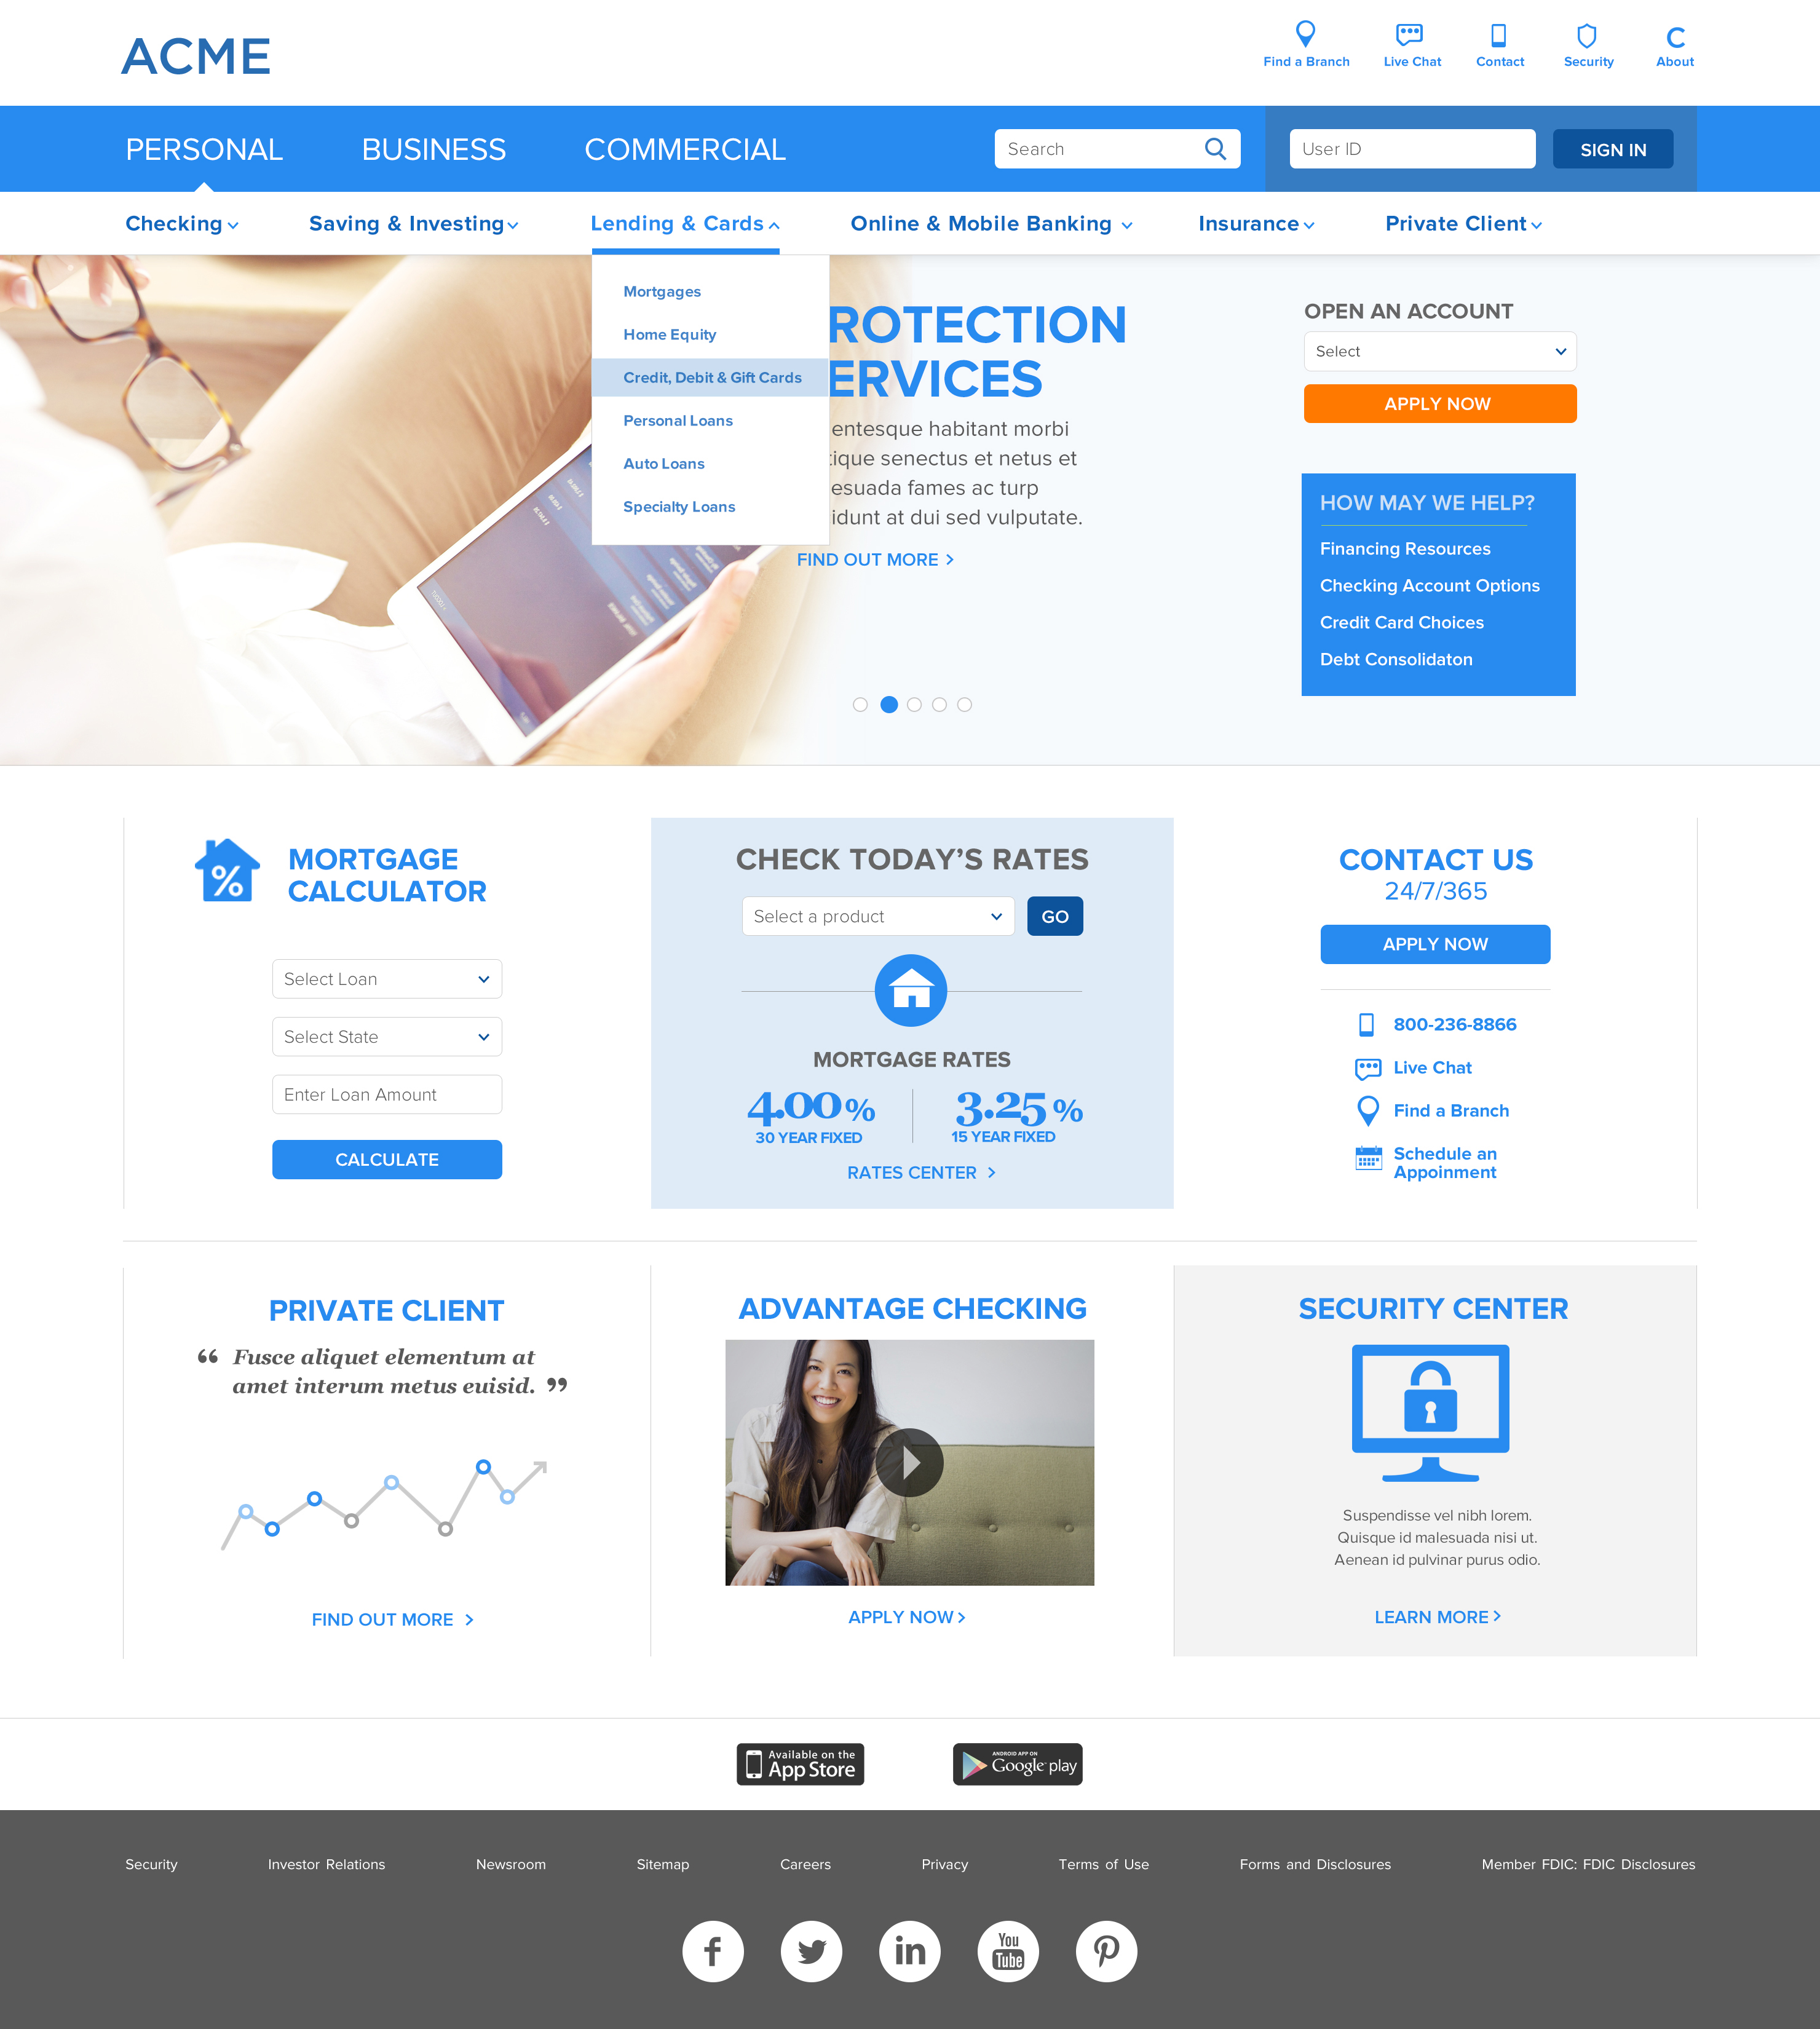 ACME
Find a Branch
Live Chat
Contact
Security
C
About
PERSONAL
BUSINESS
COMMERCIAL
Search
User ID
SIGN IN
Checking
Saving & Investing
Lending & Cards
Online & Mobile Banking
Insurance
Private Client
Mortgages
Home Equity
Credit, Debit & Gift Cards
Personal Loans
Auto Loans
Specialty Loans
ROTECTION
ERVICES
entesque habitant morbi
tique senectus et netus et
esuada fames ac turp
idunt at dui sed vulputate.
FIND OUT MORE >
OPEN AN ACCOUNT
Select
APPLY NOW
HOW MAY WE HELP?
Financing Resources
Checking Account Options
Credit Card Choices
Debt Consolidaton
%
MORTGAGE
CALCULATOR
Select Loan
Select State
Enter Loan Amount
CALCULATE
CHECK TODAY’S RATES
Select a product
GO
MORTGAGE RATES
4.00 %
30 YEAR FIXED
3.25 %
15 YEAR FIXED
RATES CENTER >
CONTACT US
24/7/365
APPLY NOW
800-236-8866
Live Chat
Find a Branch
Schedule an
Appoinment
PRIVATE CLIENT
“ Fusce aliquet elementum at
amet interum metus euisid. ”
FIND OUT MORE >
ADVANTAGE CHECKING
APPLY NOW >
SECURITY CENTER
Suspendisse vel nibh lorem.
Quisque id malesuada nisi ut.
Aenean id pulvinar purus odio.
LEARN MORE >
Available on the
App Store
ANDROID APP ON
Google play
Security
Investor Relations
Newsroom
Sitemap
Careers
Privacy
Terms of Use
Forms and Disclosures
Member FDIC: FDIC Disclosures
f
in
You
Tube